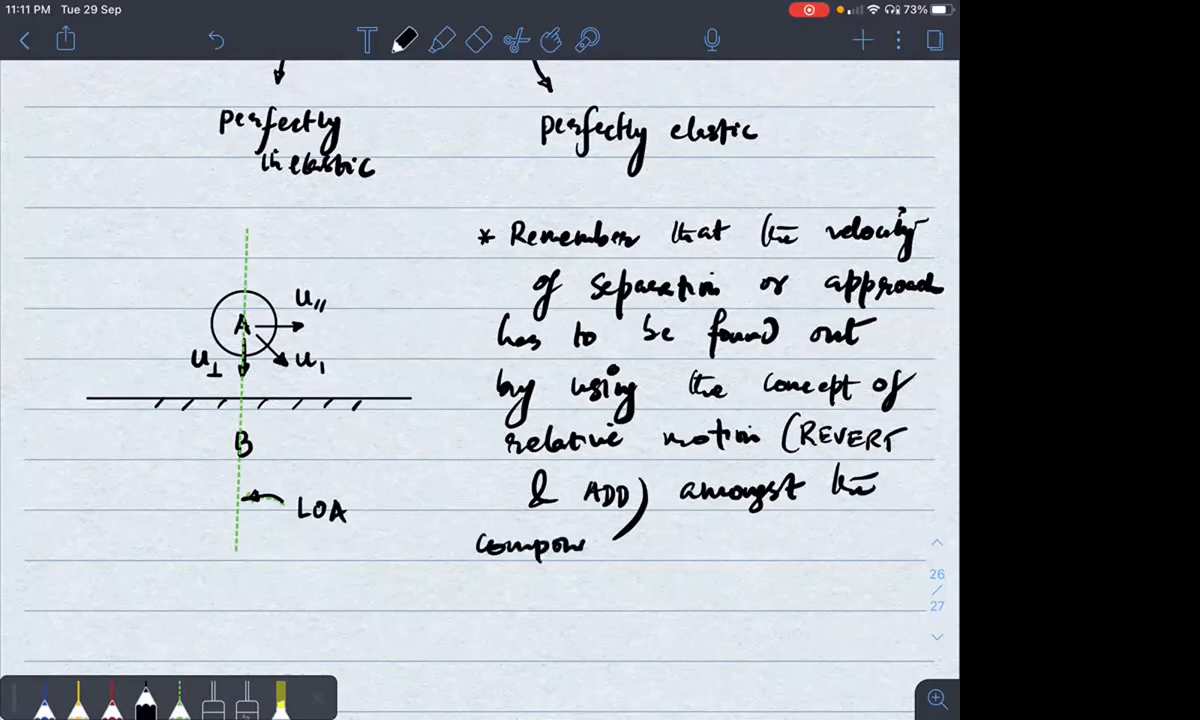 11:11 PM Tue 29 Sep
73%
T
perfectly
inelastic
perfectly elastic
A
u//
u⊥
u1
B
LOA
* Remember that the velocity
of separation or approach
has to be found out
by using the concept of
relative motion (REVERT
& ADD) amongst the
compon
26
/
27